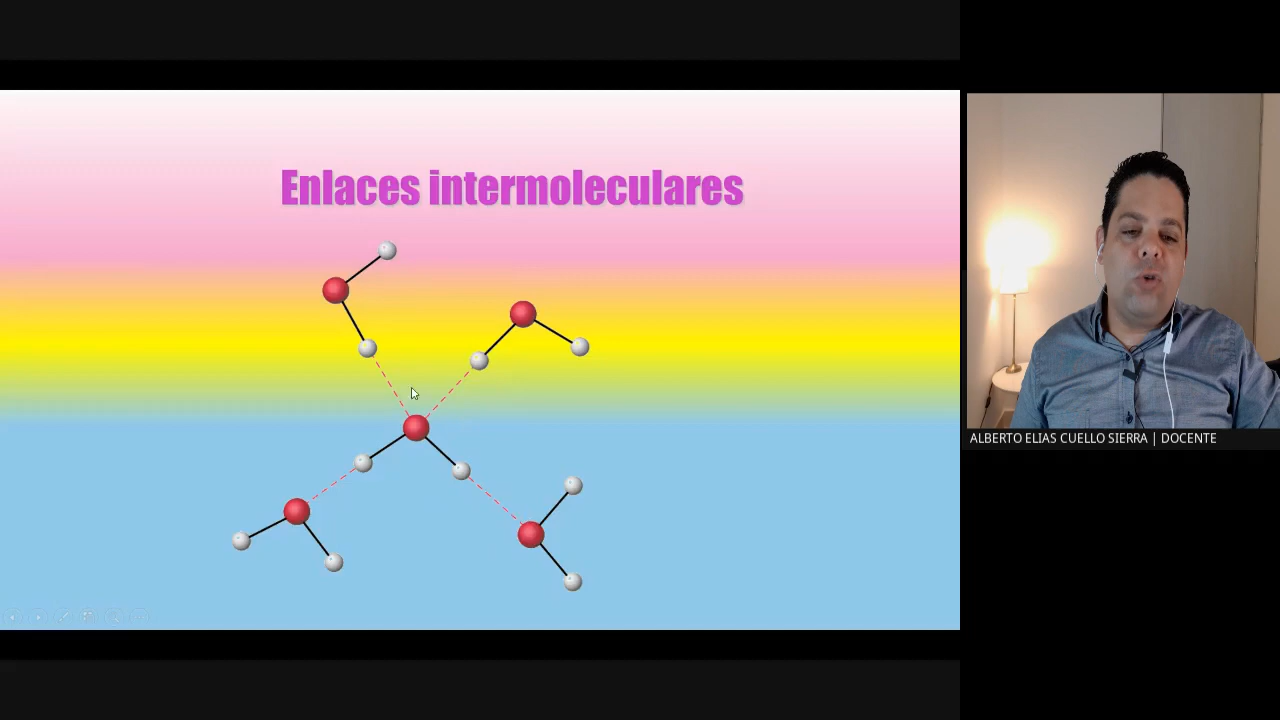 Enlaces intermoleculares
ALBERTO ELIAS CUELLO SIERRA | DOCENTE